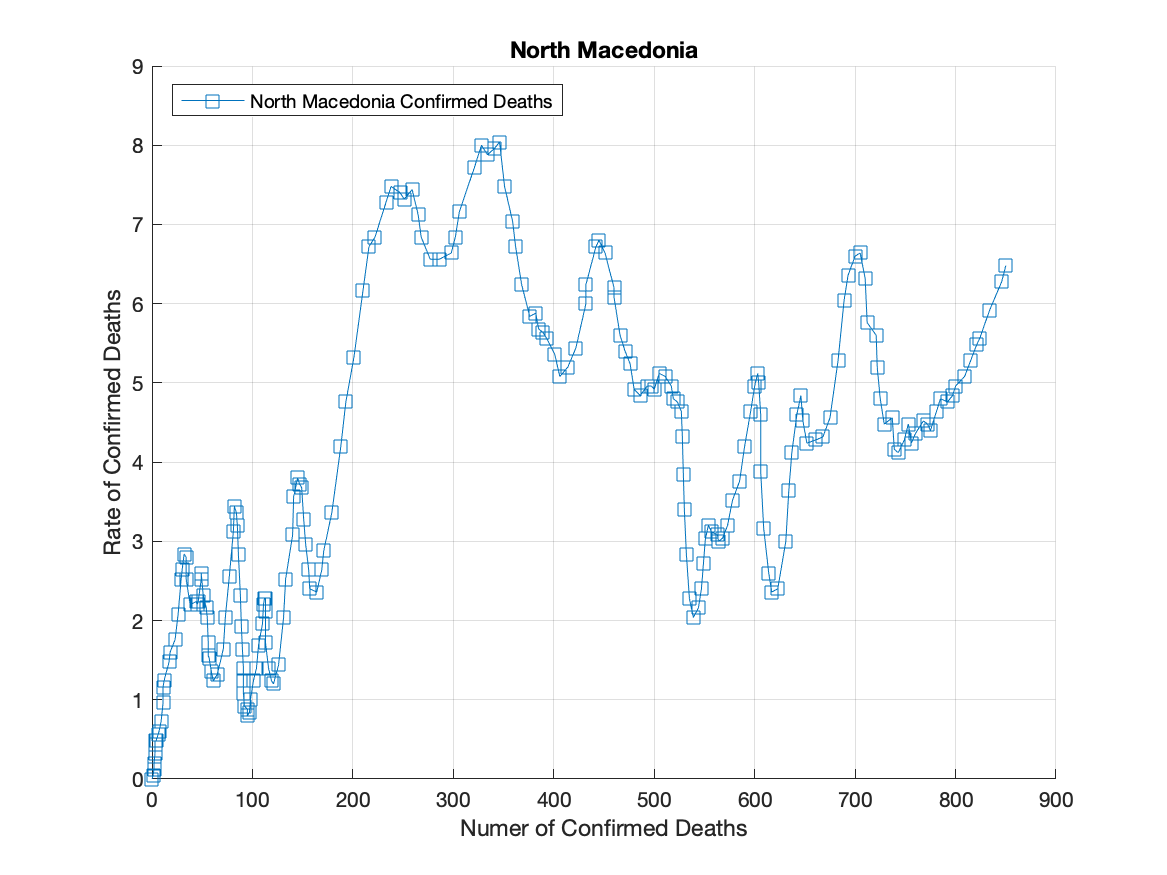 North Macedonia
North Macedonia Confirmed Deaths
9
8
7
6
5
4
3
2
1
0
Rate of Confirmed Deaths
0 100 200 300 400 500 600 700 800 900
Numer of Confirmed Deaths